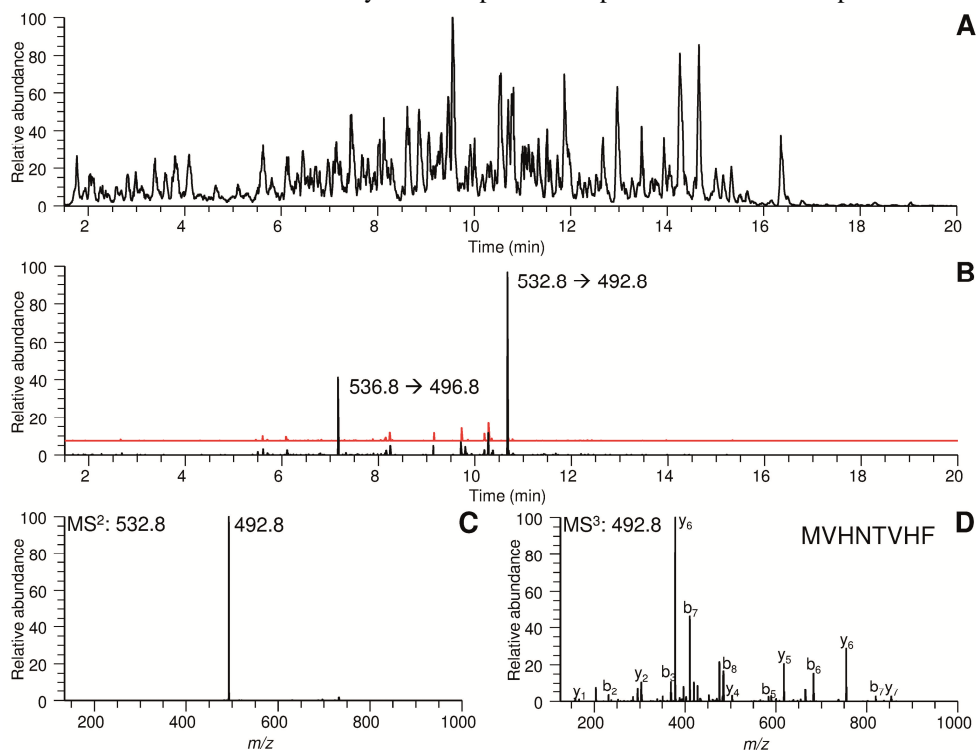 A
Relative abundance
100
80
60
40
20
0
2 4 6 8 10 12 14 16 18 20
Time (min)
B
Relative abundance
100
80
60
40
20
0
532.8 → 492.8
536.8 → 496.8
2 4 6 8 10 12 14 16 18 20
Time (min)
C
Relative abundance
100
80
60
40
20
0
MS²: 532.8
492.8
200 400 600 800 1000
m/z
D
Relative abundance
100
80
60
40
20
0
MS³: 492.8
MVHNTVHF
y₆
b₇
y₁
b₂
y₂
b₃
b₈
y₄
b₅
y₅
b₆
y₆
b₇ y₇
200 400 600 800 1000
m/z